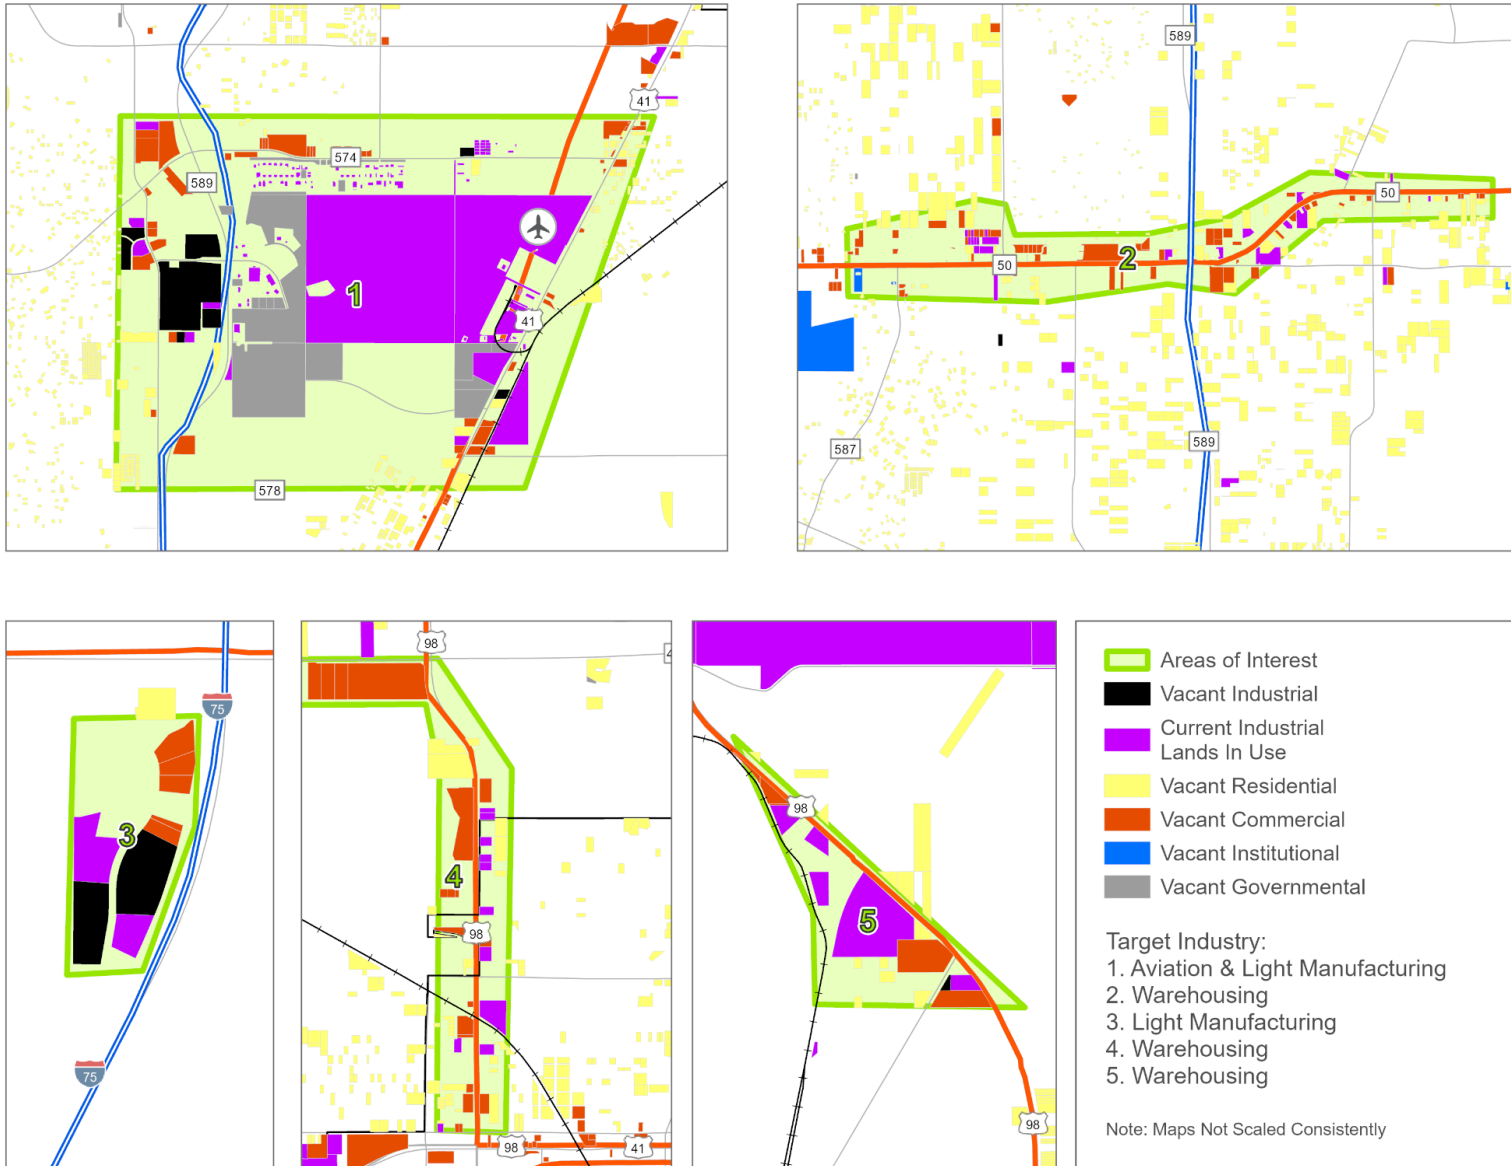 589
41
574
589
1
41
578
589
50
2
50
587
589
75
3
75
98
4
4
98
98
41
98
5
98
Areas of Interest
Vacant Industrial
Current Industrial
Lands In Use
Vacant Residential
Vacant Commercial
Vacant Institutional
Vacant Governmental
Target Industry:
1. Aviation & Light Manufacturing
2. Warehousing
3. Light Manufacturing
4. Warehousing
5. Warehousing
Note: Maps Not Scaled Consistently